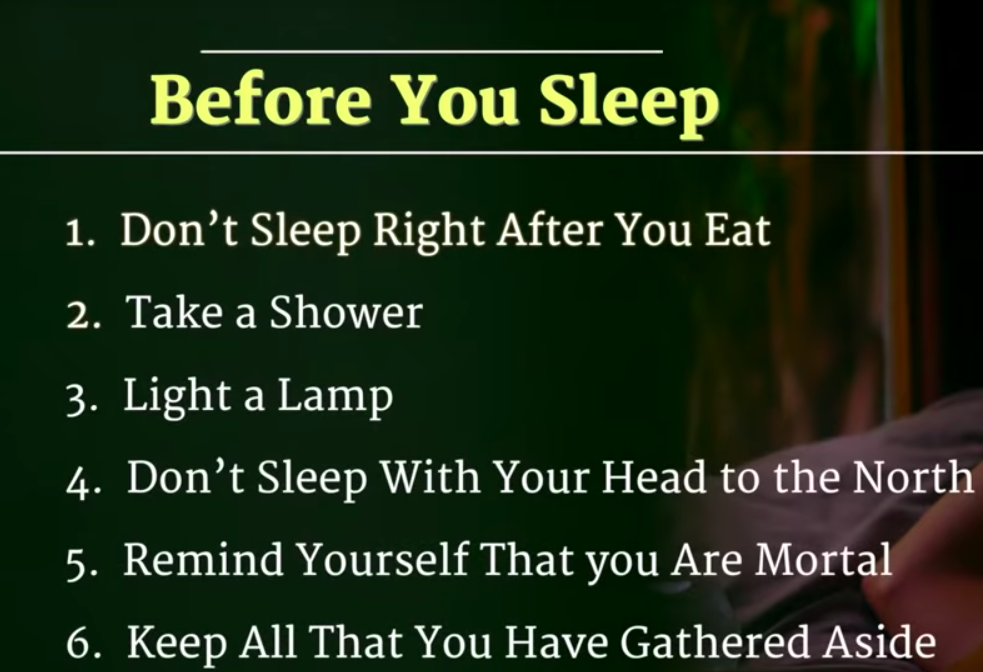 Before You Sleep
1. Don’t Sleep Right After You Eat
2. Take a Shower
3. Light a Lamp
4. Don’t Sleep With Your Head to the North
5. Remind Yourself That you Are Mortal
6. Keep All That You Have Gathered Aside